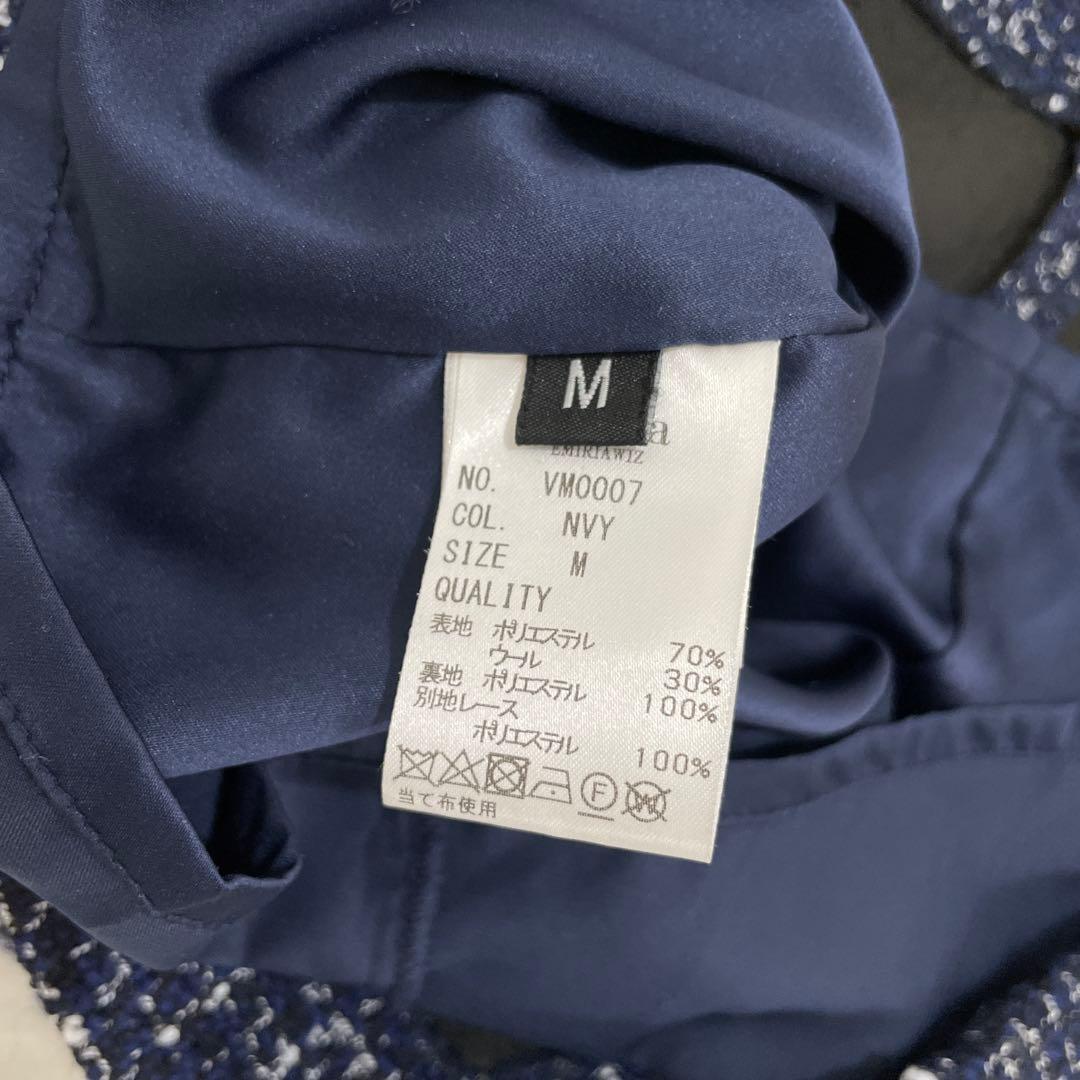 M
a
EMIRIAWIZ
NO. VM0007
COL. NVY
SIZE M
QUALITY
表地 ポリエステル 70%
ウール 30%
裏地 ポリエステル 100%
別地レース
ポリエステル 100%
F
W
当て布使用